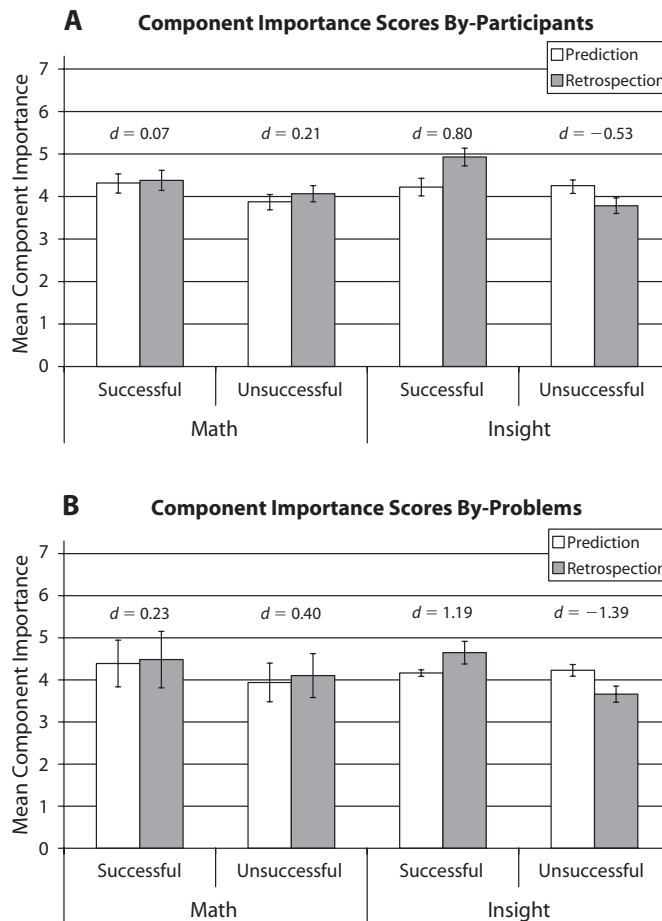 A Component Importance Scores By-Participants
Prediction
Retrospection
Mean Component Importance
7
6
5
4
3
2
1
0
d = 0.07 d = 0.21 d = 0.80 d = −0.53
Successful Unsuccessful Successful Unsuccessful
Math Insight
B Component Importance Scores By-Problems
Prediction
Retrospection
Mean Component Importance
7
6
5
4
3
2
1
0
d = 0.23 d = 0.40 d = 1.19 d = −1.39
Successful Unsuccessful Successful Unsuccessful
Math Insight